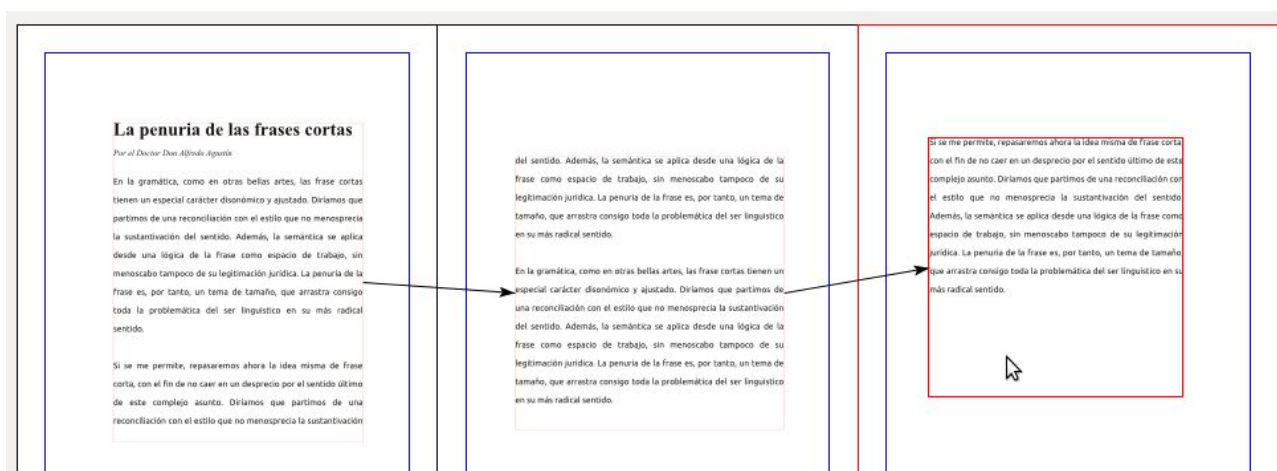 La penuria de las frases cortas
Por el Doctor Don Alfredo Agustín
En la gramática, como en otras bellas artes, las frase cortas
tienen un especial carácter disonómico y ajustado. Diríamos que
partimos de una reconciliación con el estilo que no menosprecia
la sustantivación del sentido. Además, la semántica se aplica
desde una lógica de la frase como espacio de trabajo, sin
menoscabo tampoco de su legitimación jurídica. La penuria de la
frase es, por tanto, un tema de tamaño, que arrastra consigo
toda la problemática del ser linguistico en su más radical
sentido.
Si se me permite, repasaremos ahora la idea misma de frase
corta, con el fin de no caer en un desprecio por el sentido último
de este complejo asunto. Diríamos que partimos de una
reconciliación con el estilo que no menosprecia la sustantivación
del sentido. Además, la semántica se aplica desde una lógica de la
frase como espacio de trabajo, sin menoscabo tampoco de su
legitimación jurídica. La penuria de la frase es, por tanto, un tema de
tamaño, que arrastra consigo toda la problemática del ser linguistico
en su más radical sentido.
En la gramática, como en otras bellas artes, las frase cortas tienen un
especial carácter disonómico y ajustado. Diríamos que partimos de
una reconciliación con el estilo que no menosprecia la sustantivación
del sentido. Además, la semántica se aplica desde una lógica de la
frase como espacio de trabajo, sin menoscabo tampoco de su
legitimación jurídica. La penuria de la frase es, por tanto, un tema de
tamaño, que arrastra consigo toda la problemática del ser linguistico
en su más radical sentido.
Si se me permite, repasaremos ahora la idea misma de frase corta,
con el fin de no caer en un desprecio por el sentido último de este
complejo asunto. Diríamos que partimos de una reconciliación con
el estilo que no menosprecia la sustantivación del sentido.
Además, la semántica se aplica desde una lógica de la frase como
espacio de trabajo, sin menoscabo tampoco de su legitimación
jurídica. La penuria de la frase es, por tanto, un tema de tamaño,
que arrastra consigo toda la problemática del ser linguistico en su
más radical sentido.